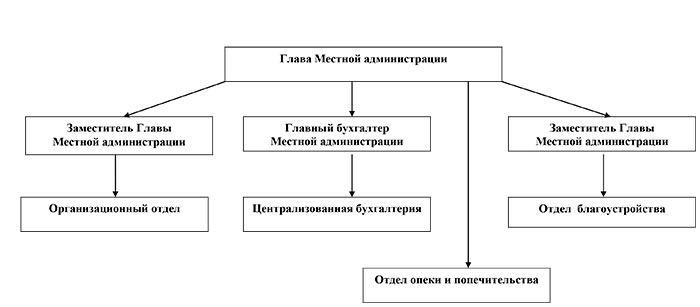 Глава Местной администрации
Заместитель Главы
Местной администрации
Главный бухгалтер
Местной администрации
Заместитель Главы
Местной администрации
Организационный отдел
Централизованная бухгалтерия
Отдел благоустройства
Отдел опеки и попечительства